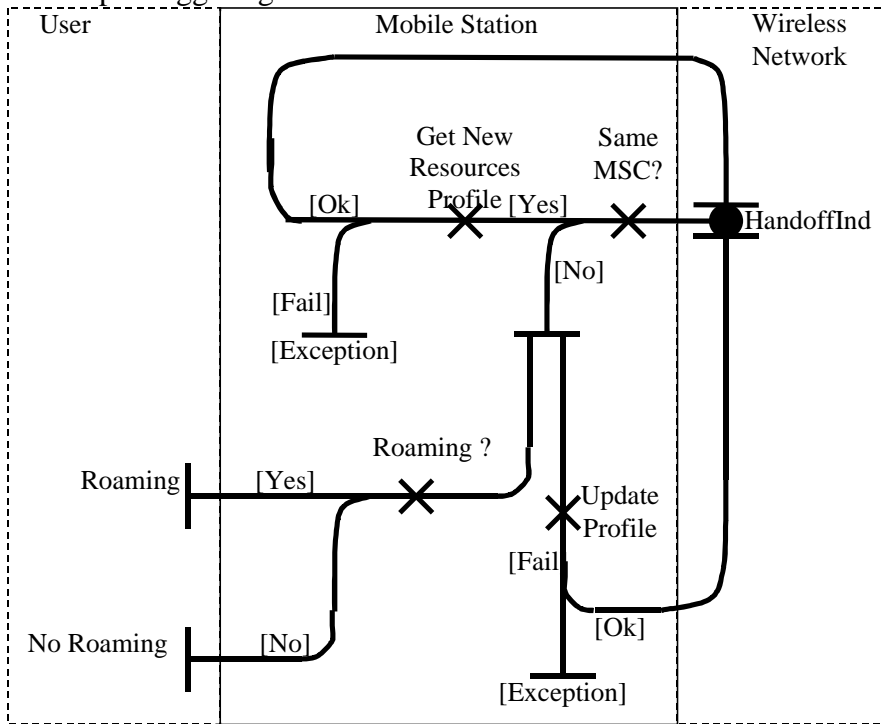 User
Mobile Station
Wireless
Network
Get New
Resources
Profile
Same
MSC?
[Ok]
[Yes]
HandoffInd
[No]
[Fail]
[Exception]
Roaming ?
Roaming
[Yes]
Update
Profile
[Fail
[Ok]
No Roaming
[No]
[Exception]